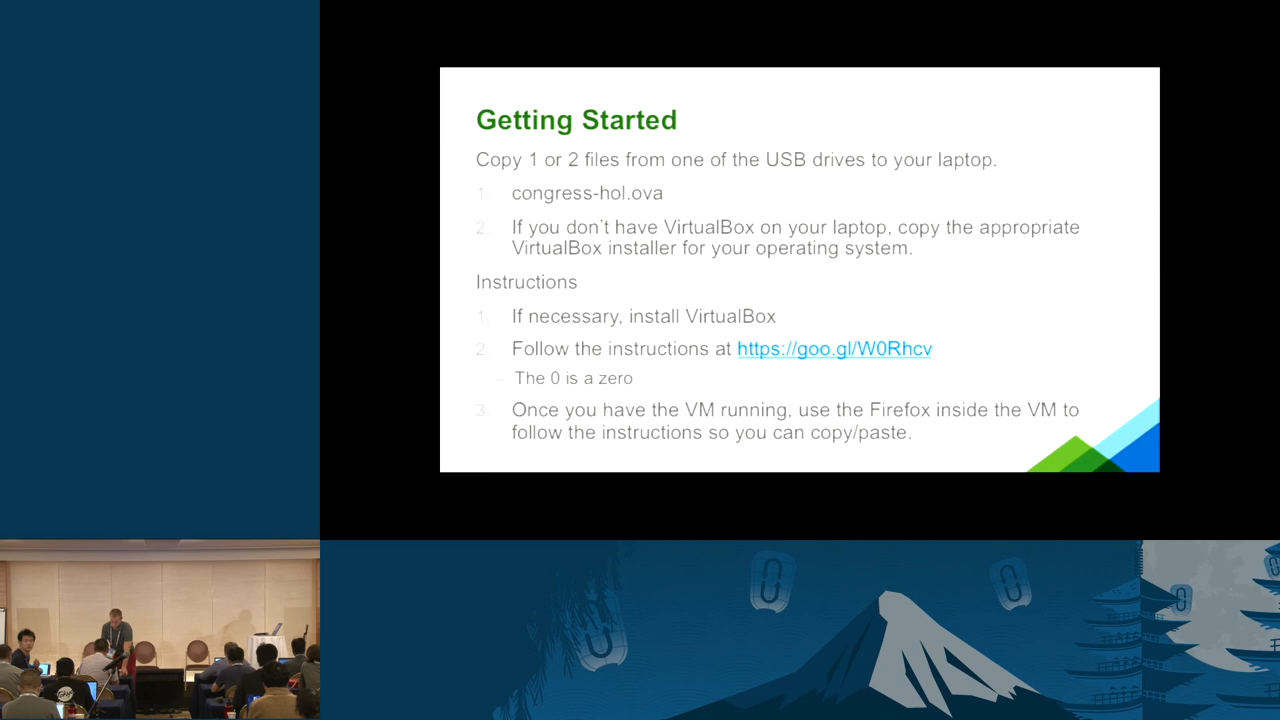 Getting Started
Copy 1 or 2 files from one of the USB drives to your laptop.
1. congress-hol.ova
2. If you don't have VirtualBox on your laptop, copy the appropriate
VirtualBox installer for your operating system.
Instructions
1. If necessary, install VirtualBox
2. Follow the instructions at https://goo.gl/W0Rhcv
– The 0 is a zero
3. Once you have the VM running, use the Firefox inside the VM to
follow the instructions so you can copy/paste.